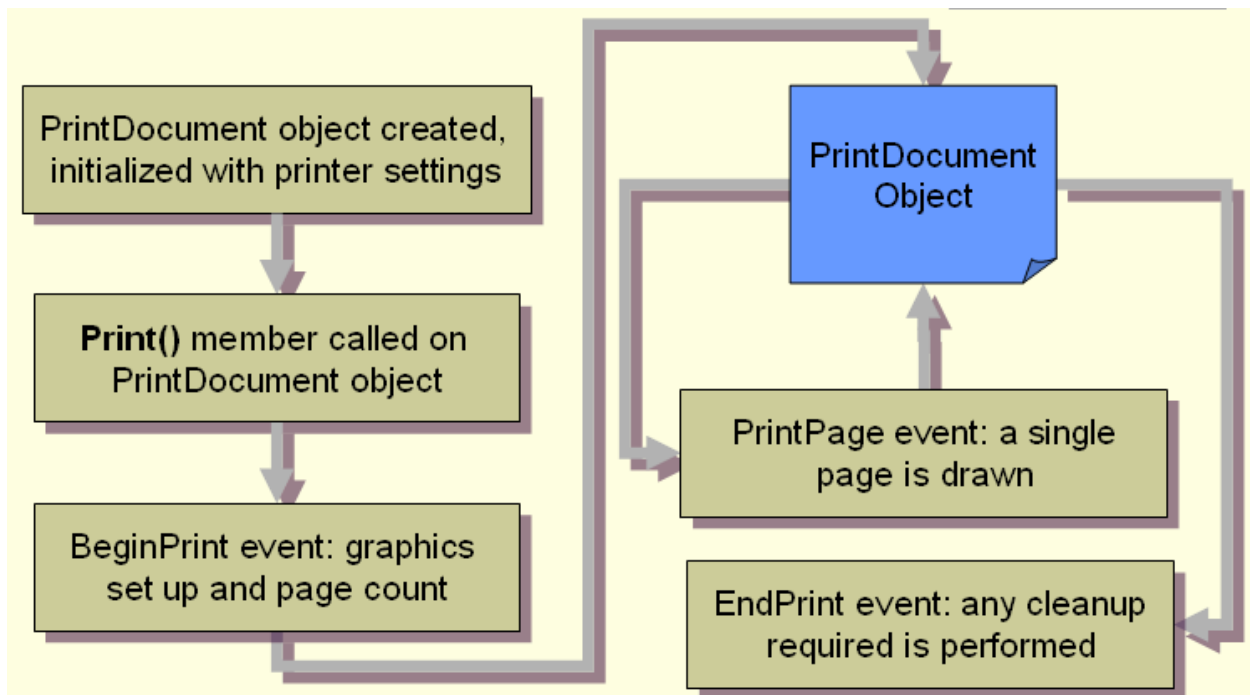 PrintDocument object created,
initialized with printer settings
Print() member called on
PrintDocument object
BeginPrint event: graphics
set up and page count
PrintDocument
Object
PrintPage event: a single
page is drawn
EndPrint event: any cleanup
required is performed